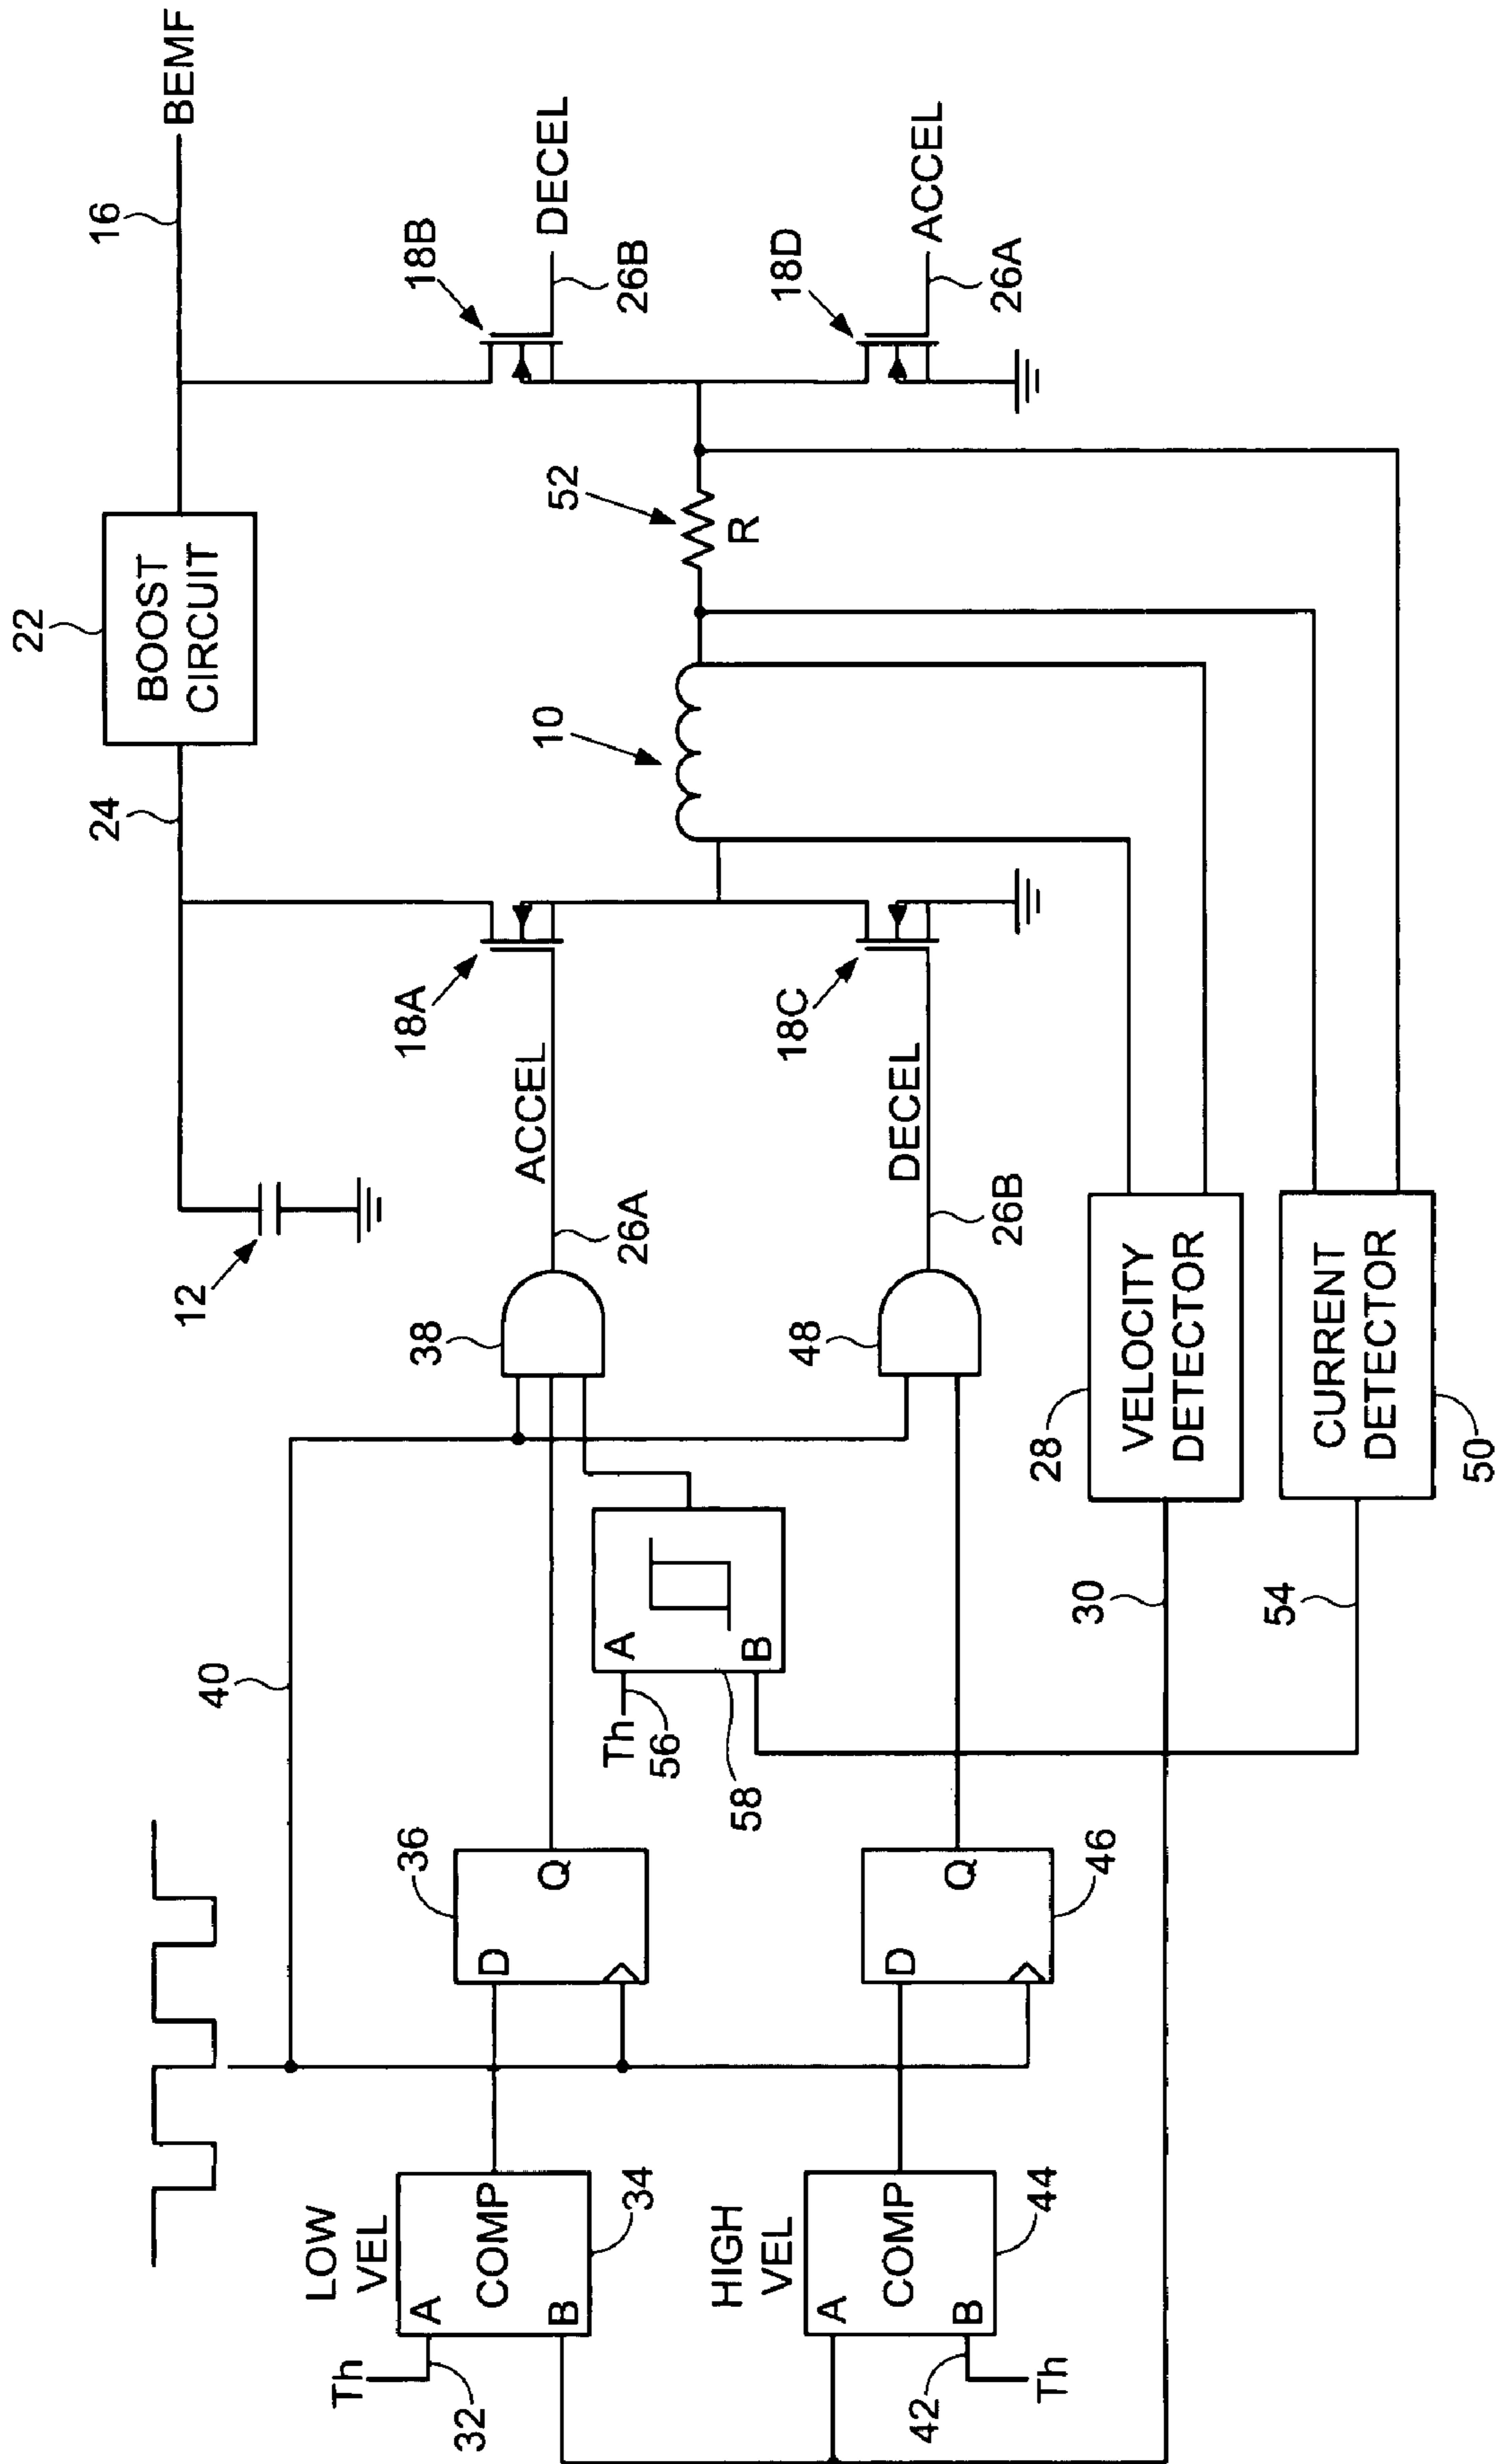 22
BOOST
CIRCUIT
24
16
BEMF
12
18A
18B
DECEL
26B
10
52
R
ACCEL
26A
38
40
18C
18D
ACCEL
26A
DECEL
26B
48
36
D
Q
Th
56
A
B
58
LOW
VEL
Th
32
A
COMP
B
34
HIGH
VEL
A
COMP
B
44
42
Th
D
Q
46
28
VELOCITY
DETECTOR
30
CURRENT
DETECTOR
50
54